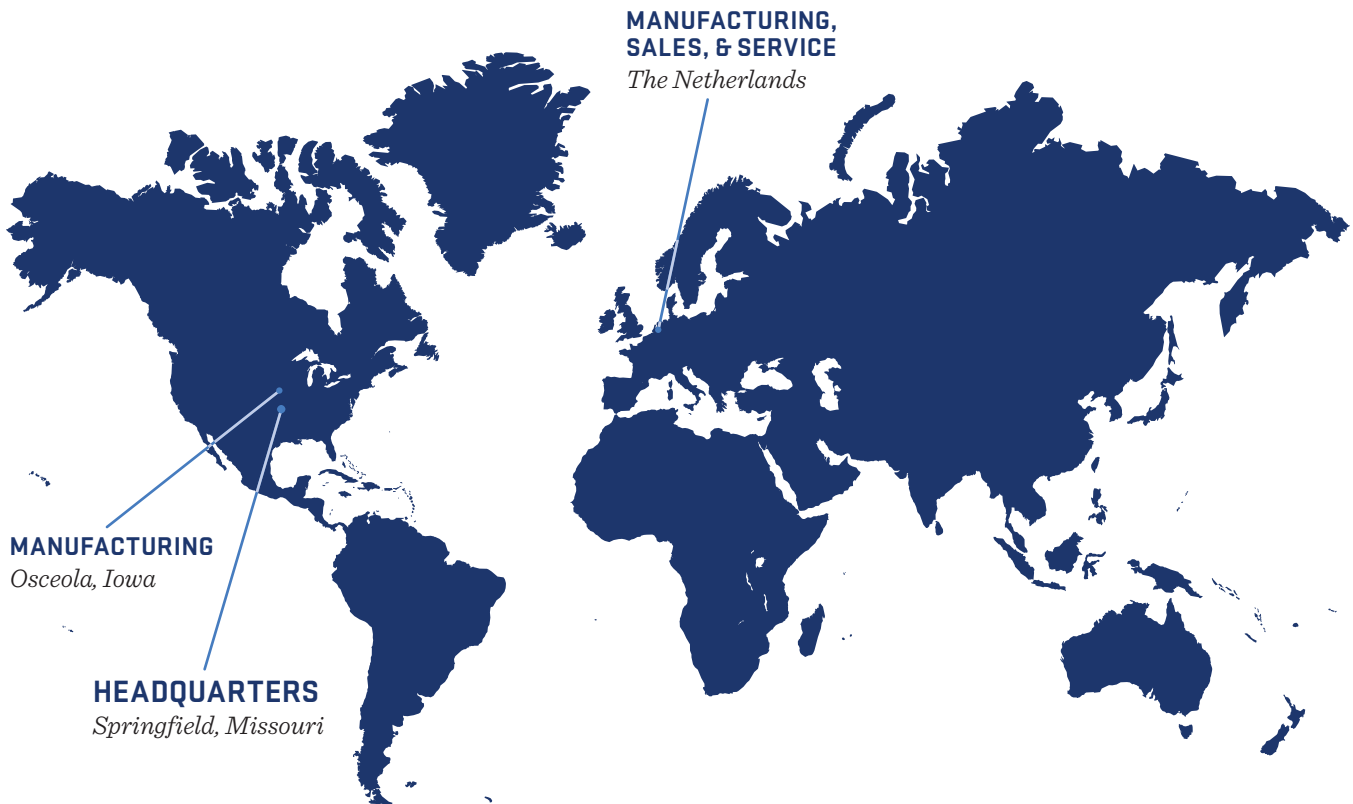 MANUFACTURING,
SALES, & SERVICE
The Netherlands
MANUFACTURING
Osceola, Iowa
HEADQUARTERS
Springfield, Missouri